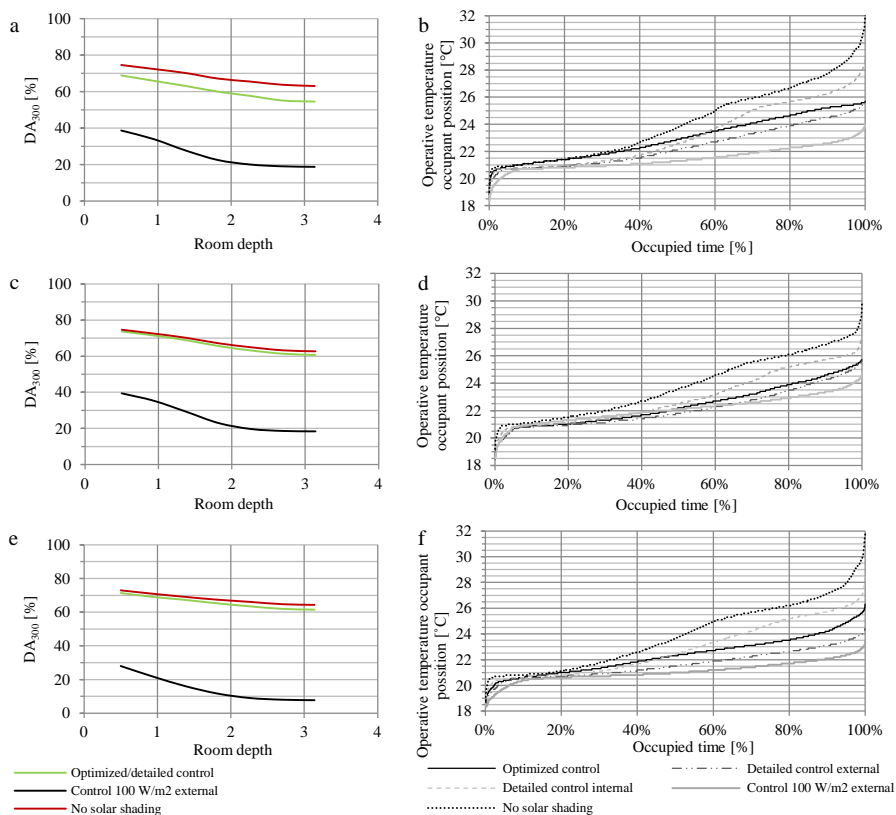 a
DA300 [%]
100
80
60
40
20
0
0 1 2 3 4
Room depth
b
Operative temperature
occupant possition [°C]
32
30
28
26
24
22
20
18
0% 20% 40% 60% 80% 100%
Occupied time [%]
c
DA300 [%]
100
80
60
40
20
0
0 1 2 3 4
Room depth
d
Operative temperature
occupant possition [°C]
32
30
28
26
24
22
20
18
0% 20% 40% 60% 80% 100%
Occupied time [%]
e
DA300 [%]
100
80
60
40
20
0
0 1 2 3 4
Room depth
f
Operative temperature occupant
possition [˚C]
32
30
28
26
24
22
20
18
0% 20% 40% 60% 80% 100%
Occupied time [%]
Optimized/detailed control
Control 100 W/m2 external
No solar shading
Optimized control
Detailed control external
Detailed control internal
Control 100 W/m2 external
No solar shading